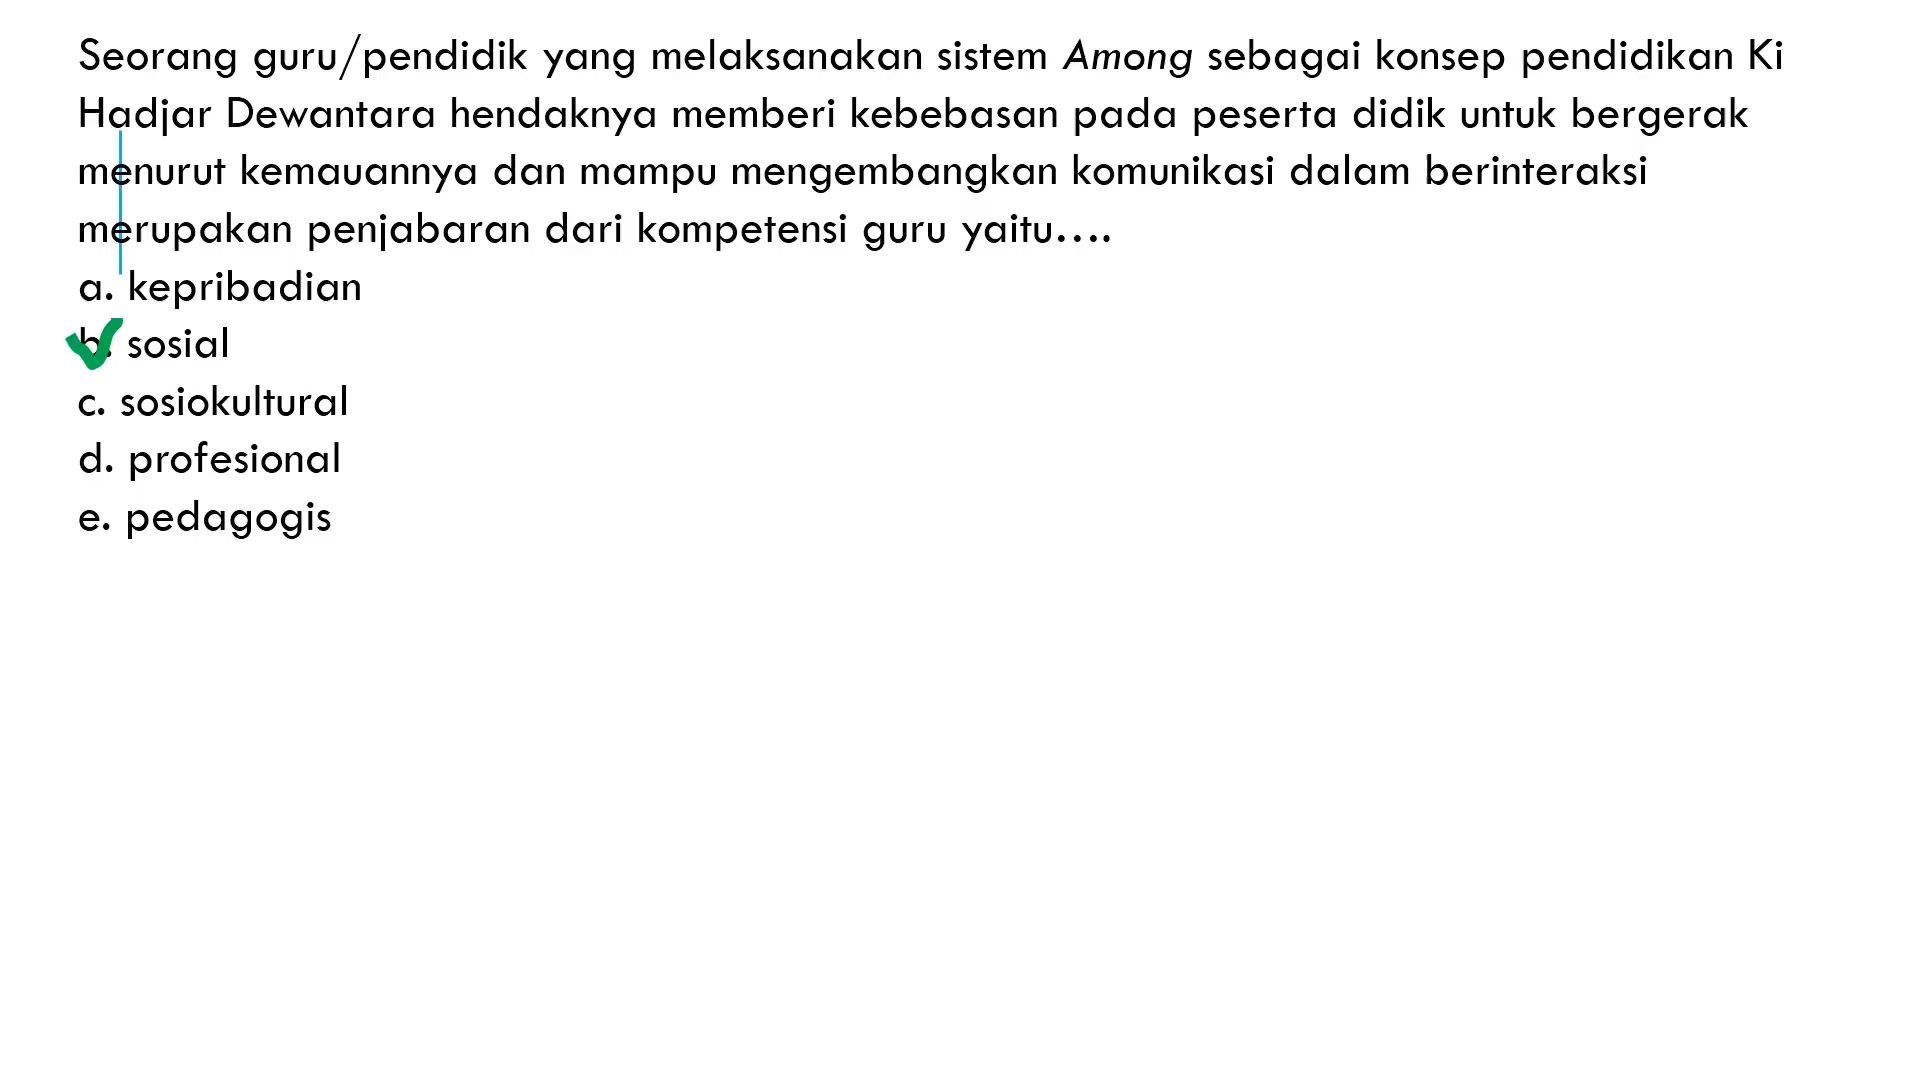 Seorang guru/pendidik yang melaksanakan sistem Among sebagai konsep pendidikan Ki
Hadjar Dewantara hendaknya memberi kebebasan pada peserta didik untuk bergerak
menurut kemauannya dan mampu mengembangkan komunikasi dalam berinteraksi
merupakan penjabaran dari kompetensi guru yaitu....
a. kepribadian
b. sosial
c. sosiokultural
d. profesional
e. pedagogis